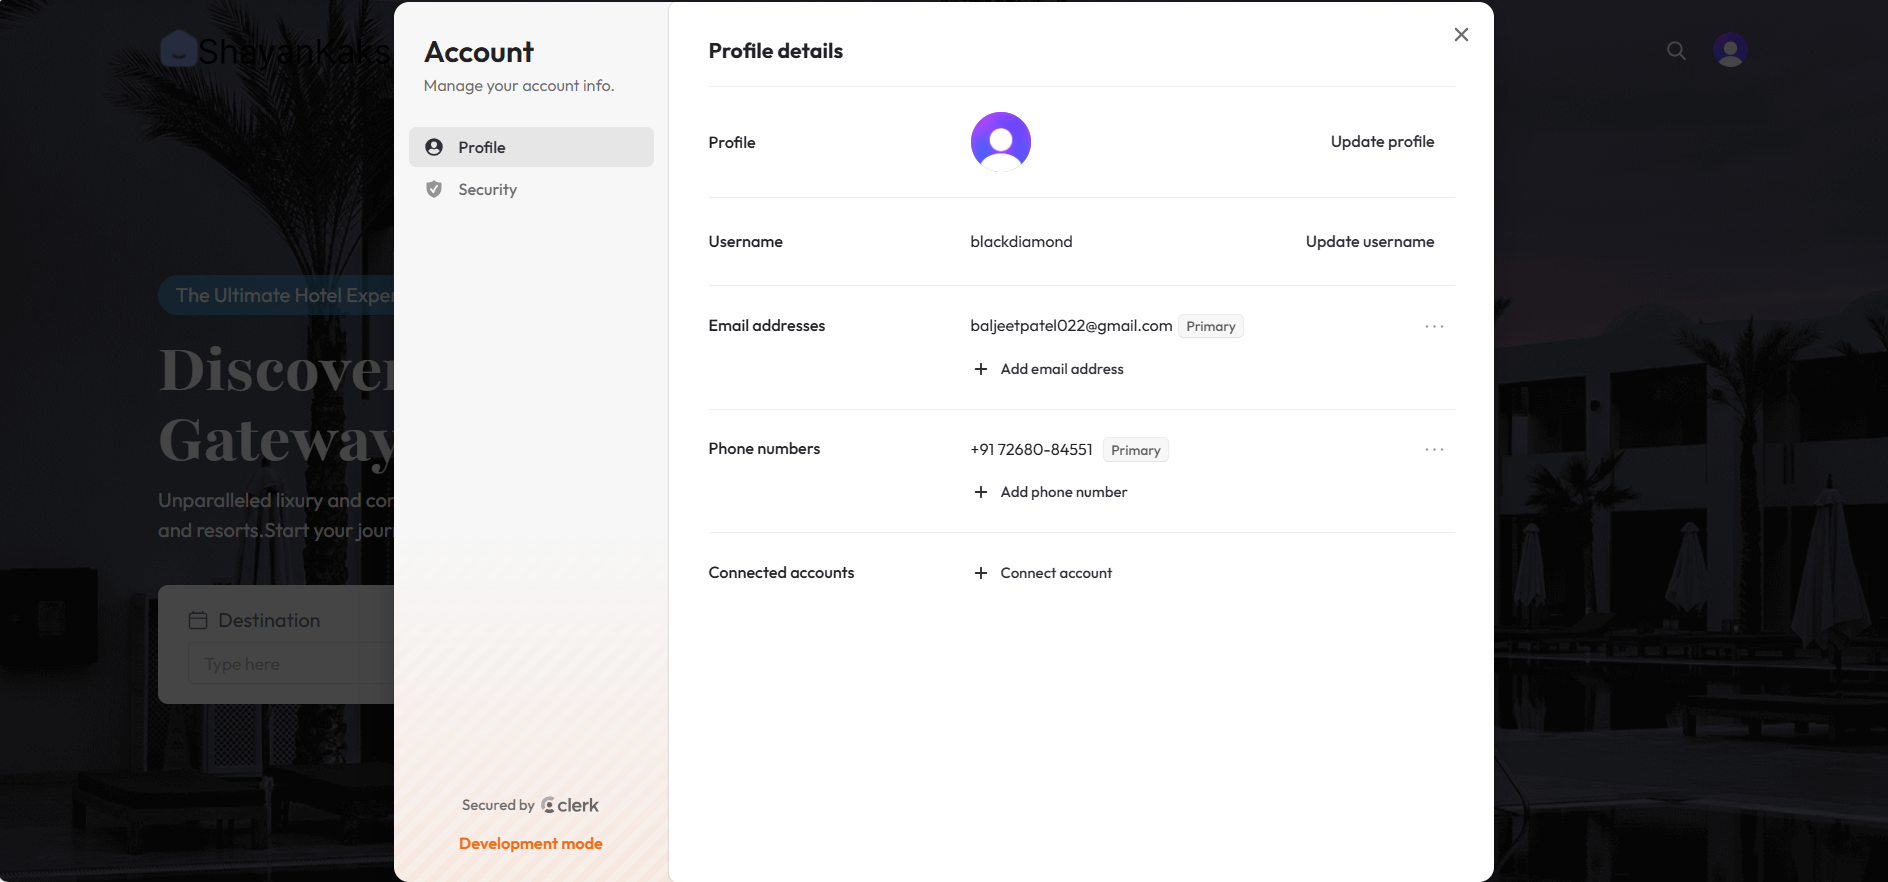 ShayanKaks
The Ultimate Hotel Exper
Discover
Gateway
Unparalleled lixury and con
and resorts.Start your journ
Destination
Type here
Account
Manage your account info.
Profile
Security
Secured by clerk
Development mode
Profile details
Profile
Update profile
Username
blackdiamond
Update username
Email addresses
baljeetpatel022@gmail.com Primary
+ Add email address
Phone numbers
+91 72680-84551 Primary
+ Add phone number
Connected accounts
+ Connect account